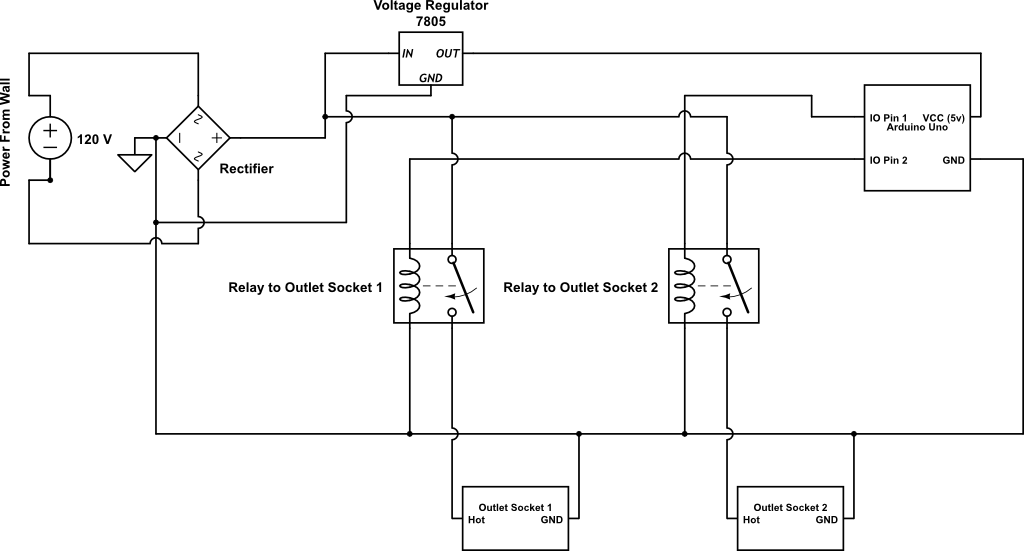 Voltage Regulator
7805
IN OUT
GND
Power From Wall
+
−
120 V
−
+
Rectifier
IO Pin 1 VCC (5v)
Arduino Uno
IO Pin 2 GND
Relay to Outlet Socket 1
Relay to Outlet Socket 2
Outlet Socket 1
Hot GND
Outlet Socket 2
Hot GND